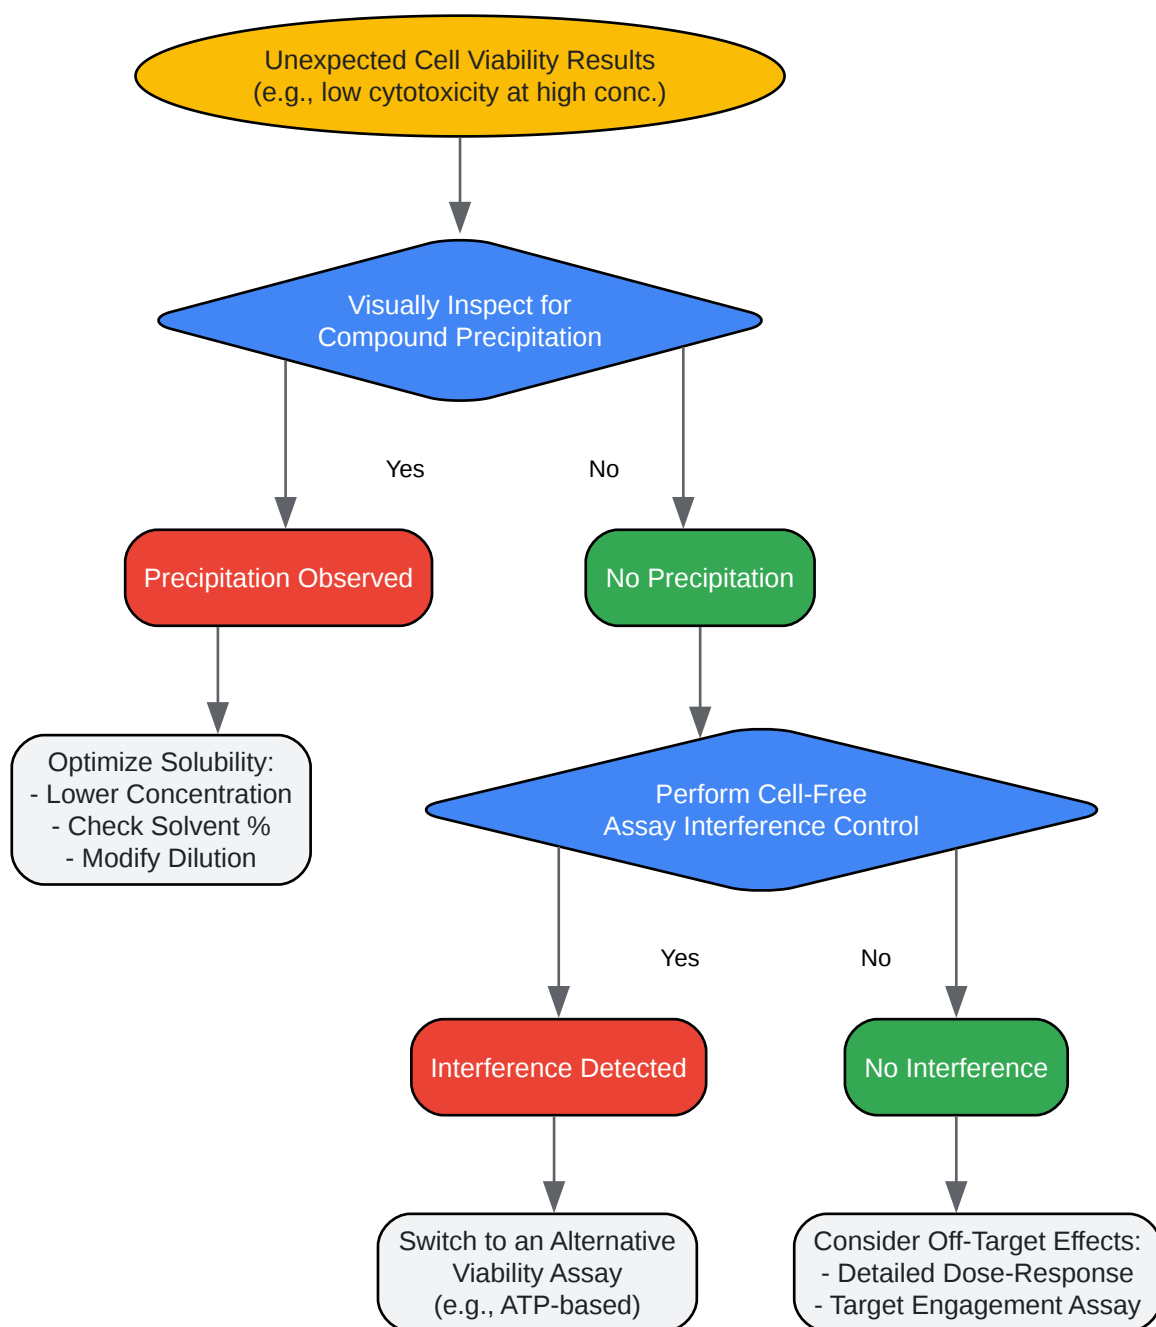 Unexpected Cell Viability Results
(e.g., low cytotoxicity at high conc.)
Visually Inspect for
Compound Precipitation
Yes
No
Precipitation Observed
No Precipitation
Optimize Solubility:
- Lower Concentration
- Check Solvent %
- Modify Dilution
Perform Cell-Free
Assay Interference Control
Yes
No
Interference Detected
No Interference
Switch to an Alternative
Viability Assay
(e.g., ATP-based)
Consider Off-Target Effects:
- Detailed Dose-Response
- Target Engagement Assay